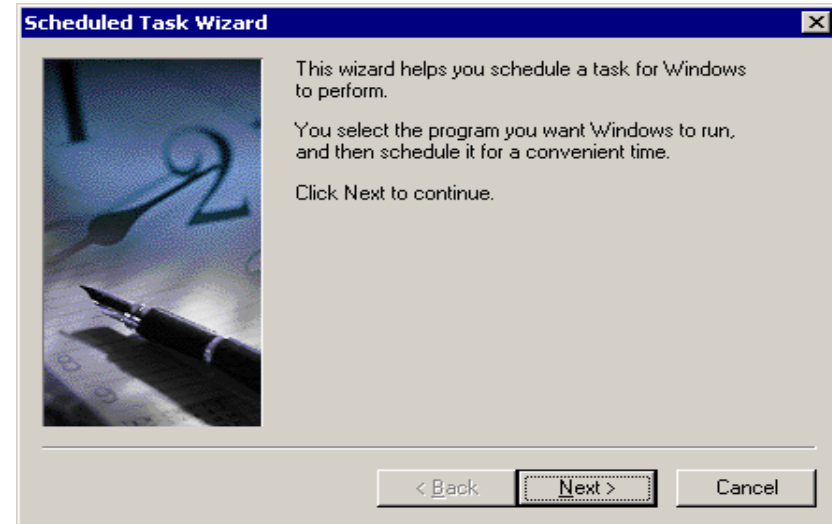 Scheduled Task Wizard
This wizard helps you schedule a task for Windows
to perform.
You select the program you want Windows to run,
and then schedule it for a convenient time.
Click Next to continue.
2
< Back
Next >
Cancel